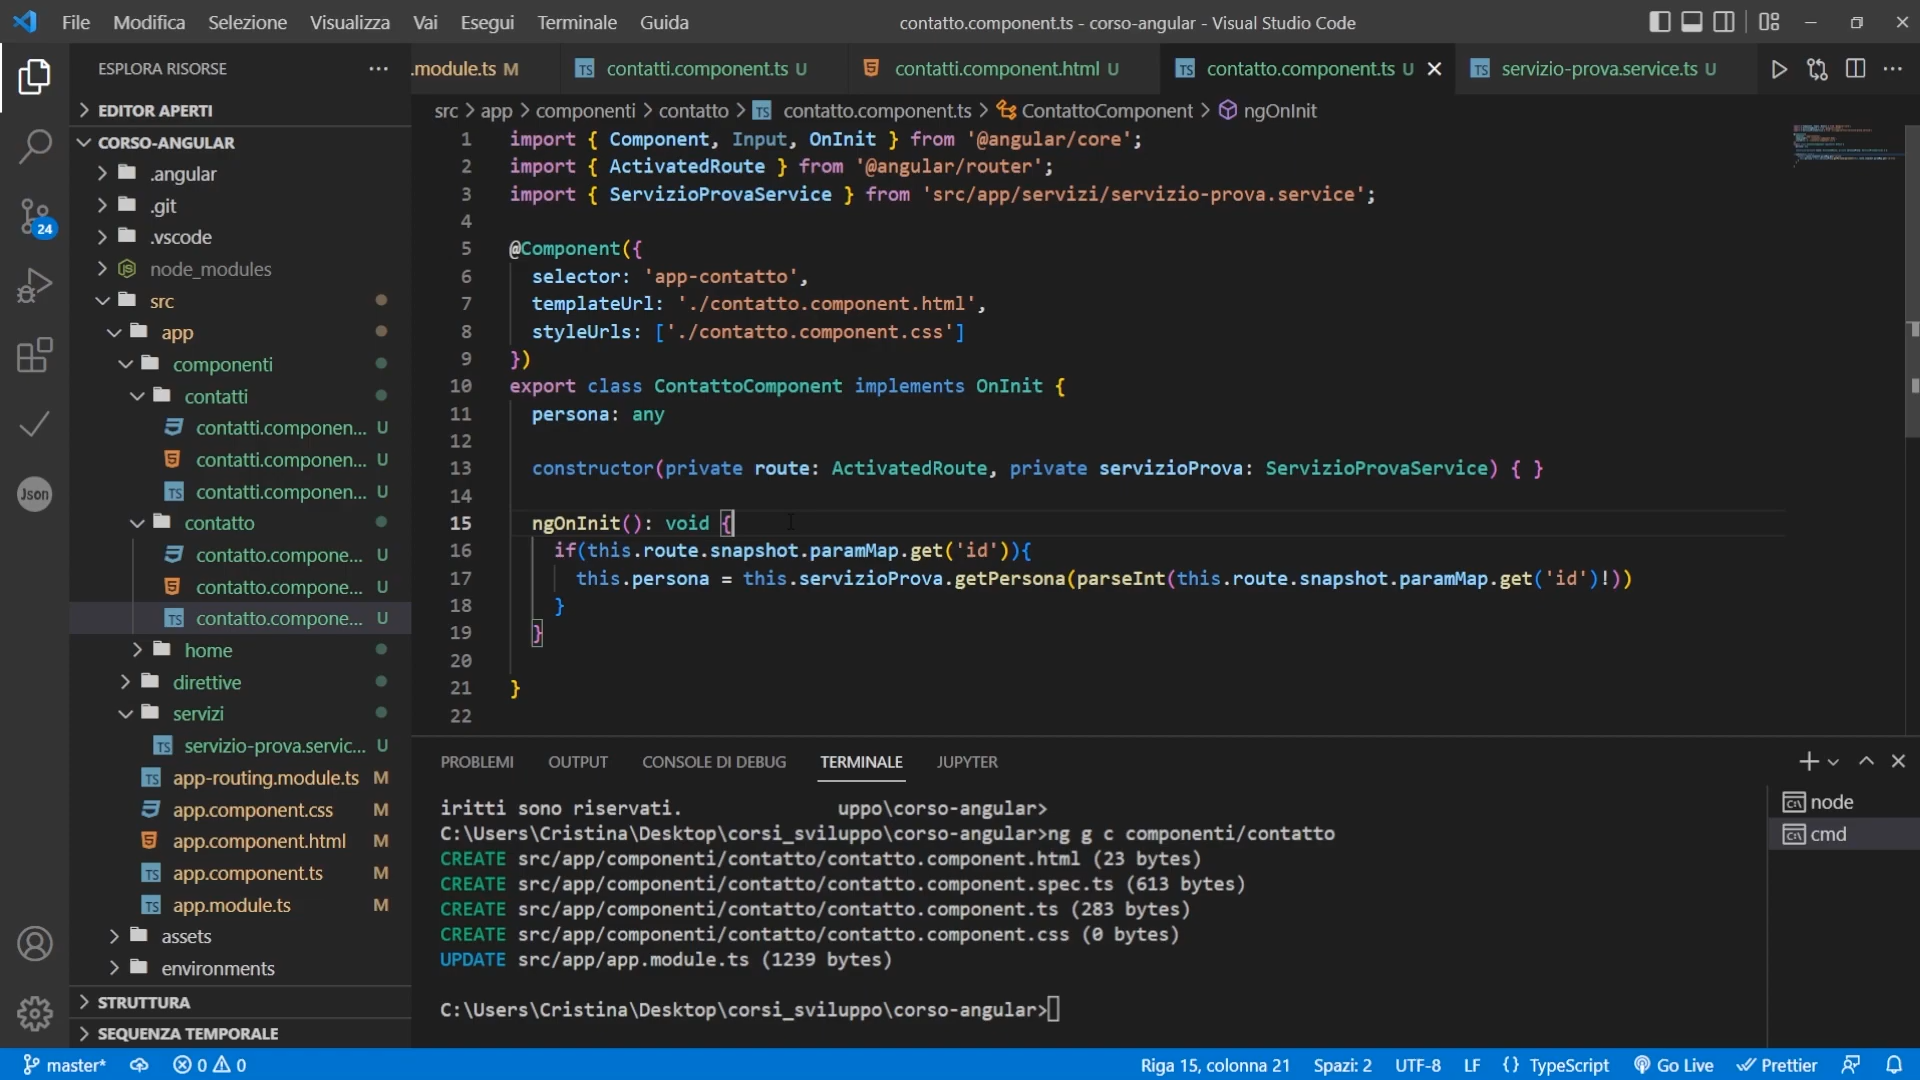 File Modifica Selezione Visualizza Vai Esegui Terminale Guida
contatto.component.ts - corso-angular - Visual Studio Code
ESPLORA RISORSE
.module.ts M
TS contatti.component.ts U
contatti.component.html U
TS contatto.component.ts U
TS servizio-prova.service.ts U
EDITOR APERTI
CORSO-ANGULAR
.angular
.git
.vscode
node_modules
src
app
componenti
contatti
contatti.componen... U
contatti.componen... U
TS contatti.componen... U
contatto
contatto.compone... U
contatto.compone... U
TS contatto.compone... U
home
direttive
servizi
TS servizio-prova.servic... U
TS app-routing.module.ts M
app.component.css M
app.component.html M
TS app.component.ts M
TS app.module.ts M
assets
environments
STRUTTURA
SEQUENZA TEMPORALE
24
Json
src > app > componenti > contatto > TS contatto.component.ts > ContattoComponent > ngOnInit
1 import { Component, Input, OnInit } from '@angular/core';
2 import { ActivatedRoute } from '@angular/router';
3 import { ServizioProvaService } from 'src/app/servizi/servizio-prova.service';
4
5 @Component({
6 selector: 'app-contatto',
7 templateUrl: './contatto.component.html',
8 styleUrls: ['./contatto.component.css']
9 })
10 export class ContattoComponent implements OnInit {
11 persona: any
12
13 constructor(private route: ActivatedRoute, private servizioProva: ServizioProvaService) { }
14
15 ngOnInit(): void {
16 if(this.route.snapshot.paramMap.get('id')){
17 this.persona = this.servizioProva.getPersona(parseInt(this.route.snapshot.paramMap.get('id')!))
18 }
19 }
20
21 }
22
PROBLEMI OUTPUT CONSOLE DI DEBUG TERMINALE JUPYTER
iritti sono riservati. uppo\corso-angular>
C:\Users\Cristina\Desktop\corsi_sviluppo\corso-angular>ng g c componenti/contatto
CREATE src/app/componenti/contatto/contatto.component.html (23 bytes)
CREATE src/app/componenti/contatto/contatto.component.spec.ts (613 bytes)
CREATE src/app/componenti/contatto/contatto.component.ts (283 bytes)
CREATE src/app/componenti/contatto/contatto.component.css (0 bytes)
UPDATE src/app/app.module.ts (1239 bytes)
C:\Users\Cristina\Desktop\corsi_sviluppo\corso-angular>
node
cmd
master* 0 0 Riga 15, colonna 21 Spazi: 2 UTF-8 LF {} TypeScript Go Live Prettier